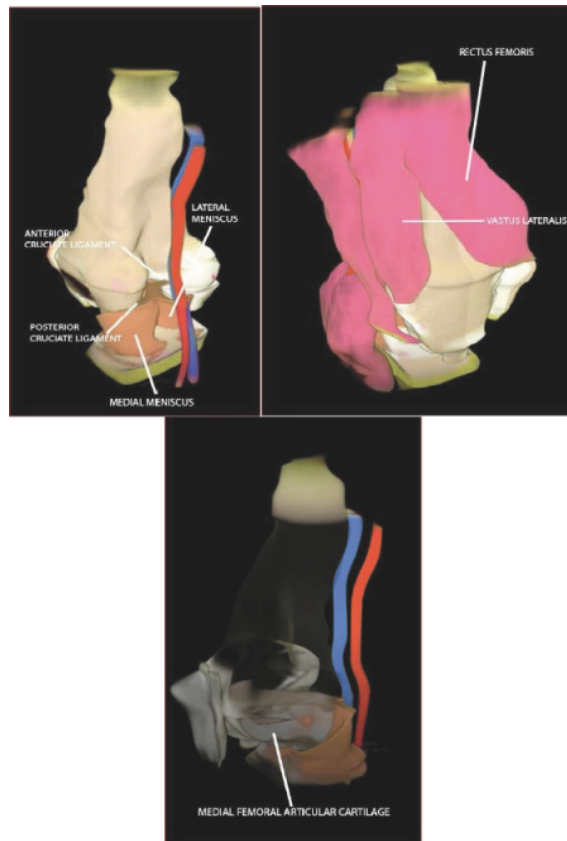 LATERAL
MENISCUS
ANTERIOR
CRUCIATE LIGAMENT
POSTERIOR
CRUCIATE LIGAMENT
MEDIAL MENISCUS
RECTUS FEMORIS
VASTUS LATERALIS
MEDIAL FEMORAL ARTICULAR CARTILAGE